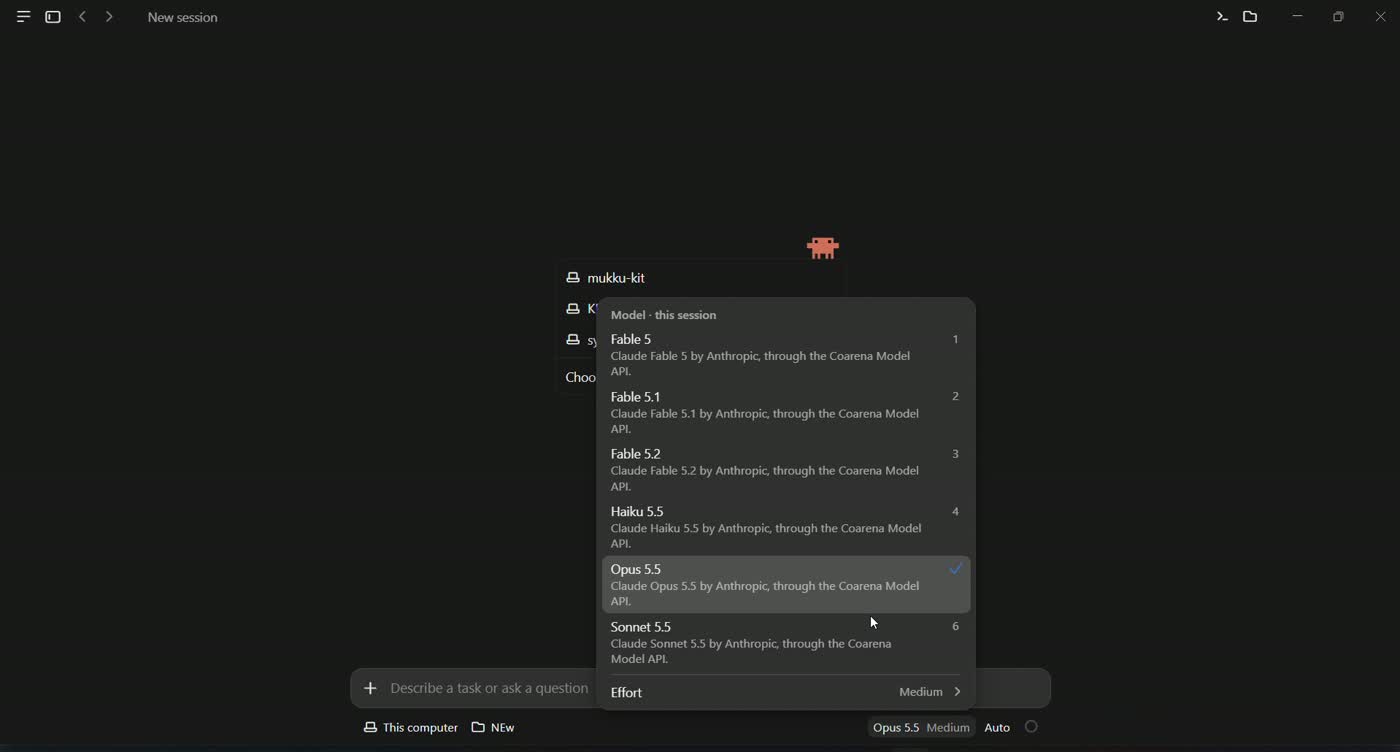 New session
mukku-kit
Model · this session
Fable 5
1
Claude Fable 5 by Anthropic, through the Coarena Model
API.
Fable 5.1
2
Claude Fable 5.1 by Anthropic, through the Coarena Model
API.
Fable 5.2
3
Claude Fable 5.2 by Anthropic, through the Coarena Model
API.
Haiku 5.5
4
Claude Haiku 5.5 by Anthropic, through the Coarena Model
API.
Opus 5.5
Claude Opus 5.5 by Anthropic, through the Coarena Model
API.
Sonnet 5.5
6
Claude Sonnet 5.5 by Anthropic, through the Coarena
Model API.
Effort
Medium
Describe a task or ask a question
This computer
NEw
Opus 5.5 Medium
Auto